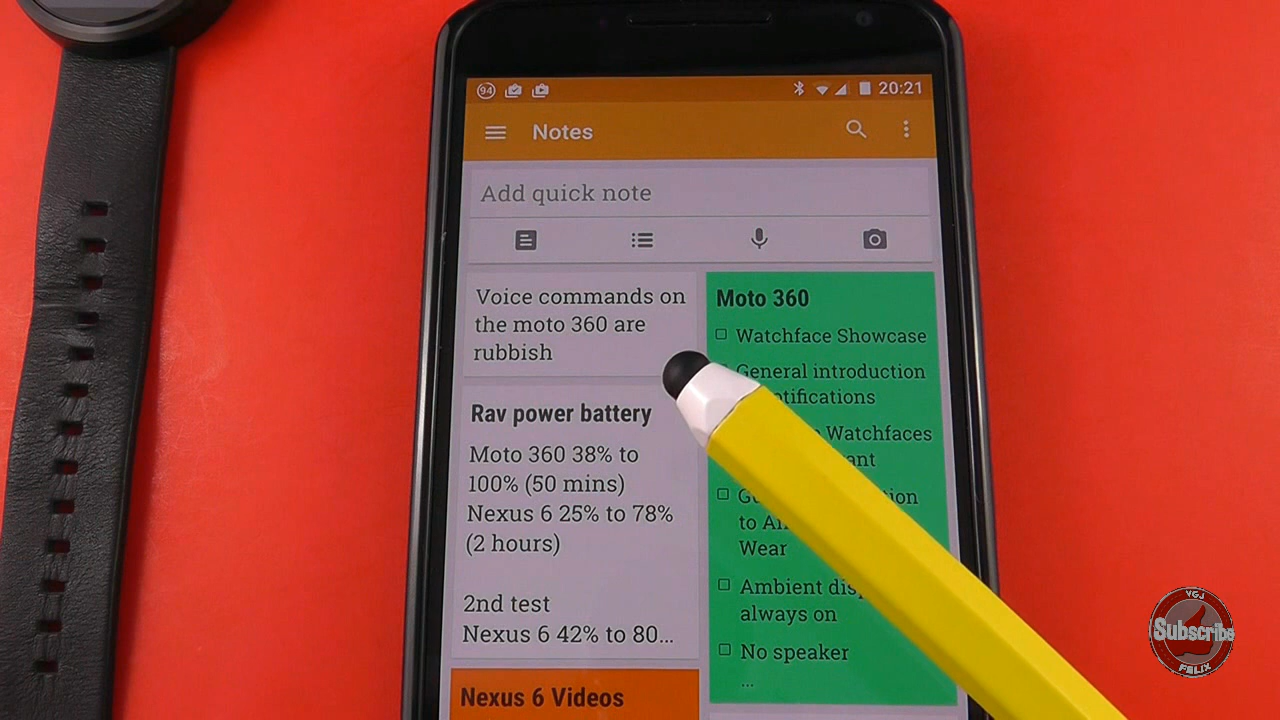 94
20:21
Notes
Add quick note
Voice commands on
the moto 360 are
rubbish
Rav power battery
Moto 360 38% to
100% (50 mins)
Nexus 6 25% to 78%
(2 hours)
2nd test
Nexus 6 42% to 80...
Nexus 6 Videos
Moto 360
Watchface Showcase
General introduction
Watchfaces
to
Wear
Ambient
always on
No speaker
...
YGJ
Subscribe
FELIX